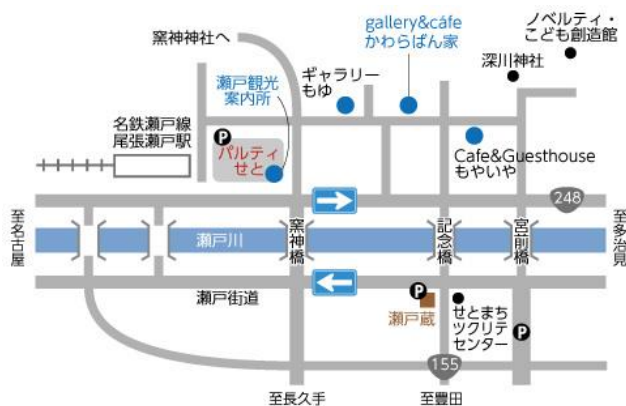 ノベルティ・
こども創造館
gallery&cáfe
かわらばん家
窯神神社へ
深川神社
ギャラリー
もゆ
瀬戸観光
案内所
名鉄瀬戸線
尾張瀬戸駅
P
パルティ
せと
Cafe&Guesthouse
もやいや
248
至名古屋
瀬戸川
窯神橋
記念橋
宮前橋
至多治見
瀬戸街道
P
瀬戸蔵
せとまち
ツクリテ
センター
P
155
至長久手
至豊田